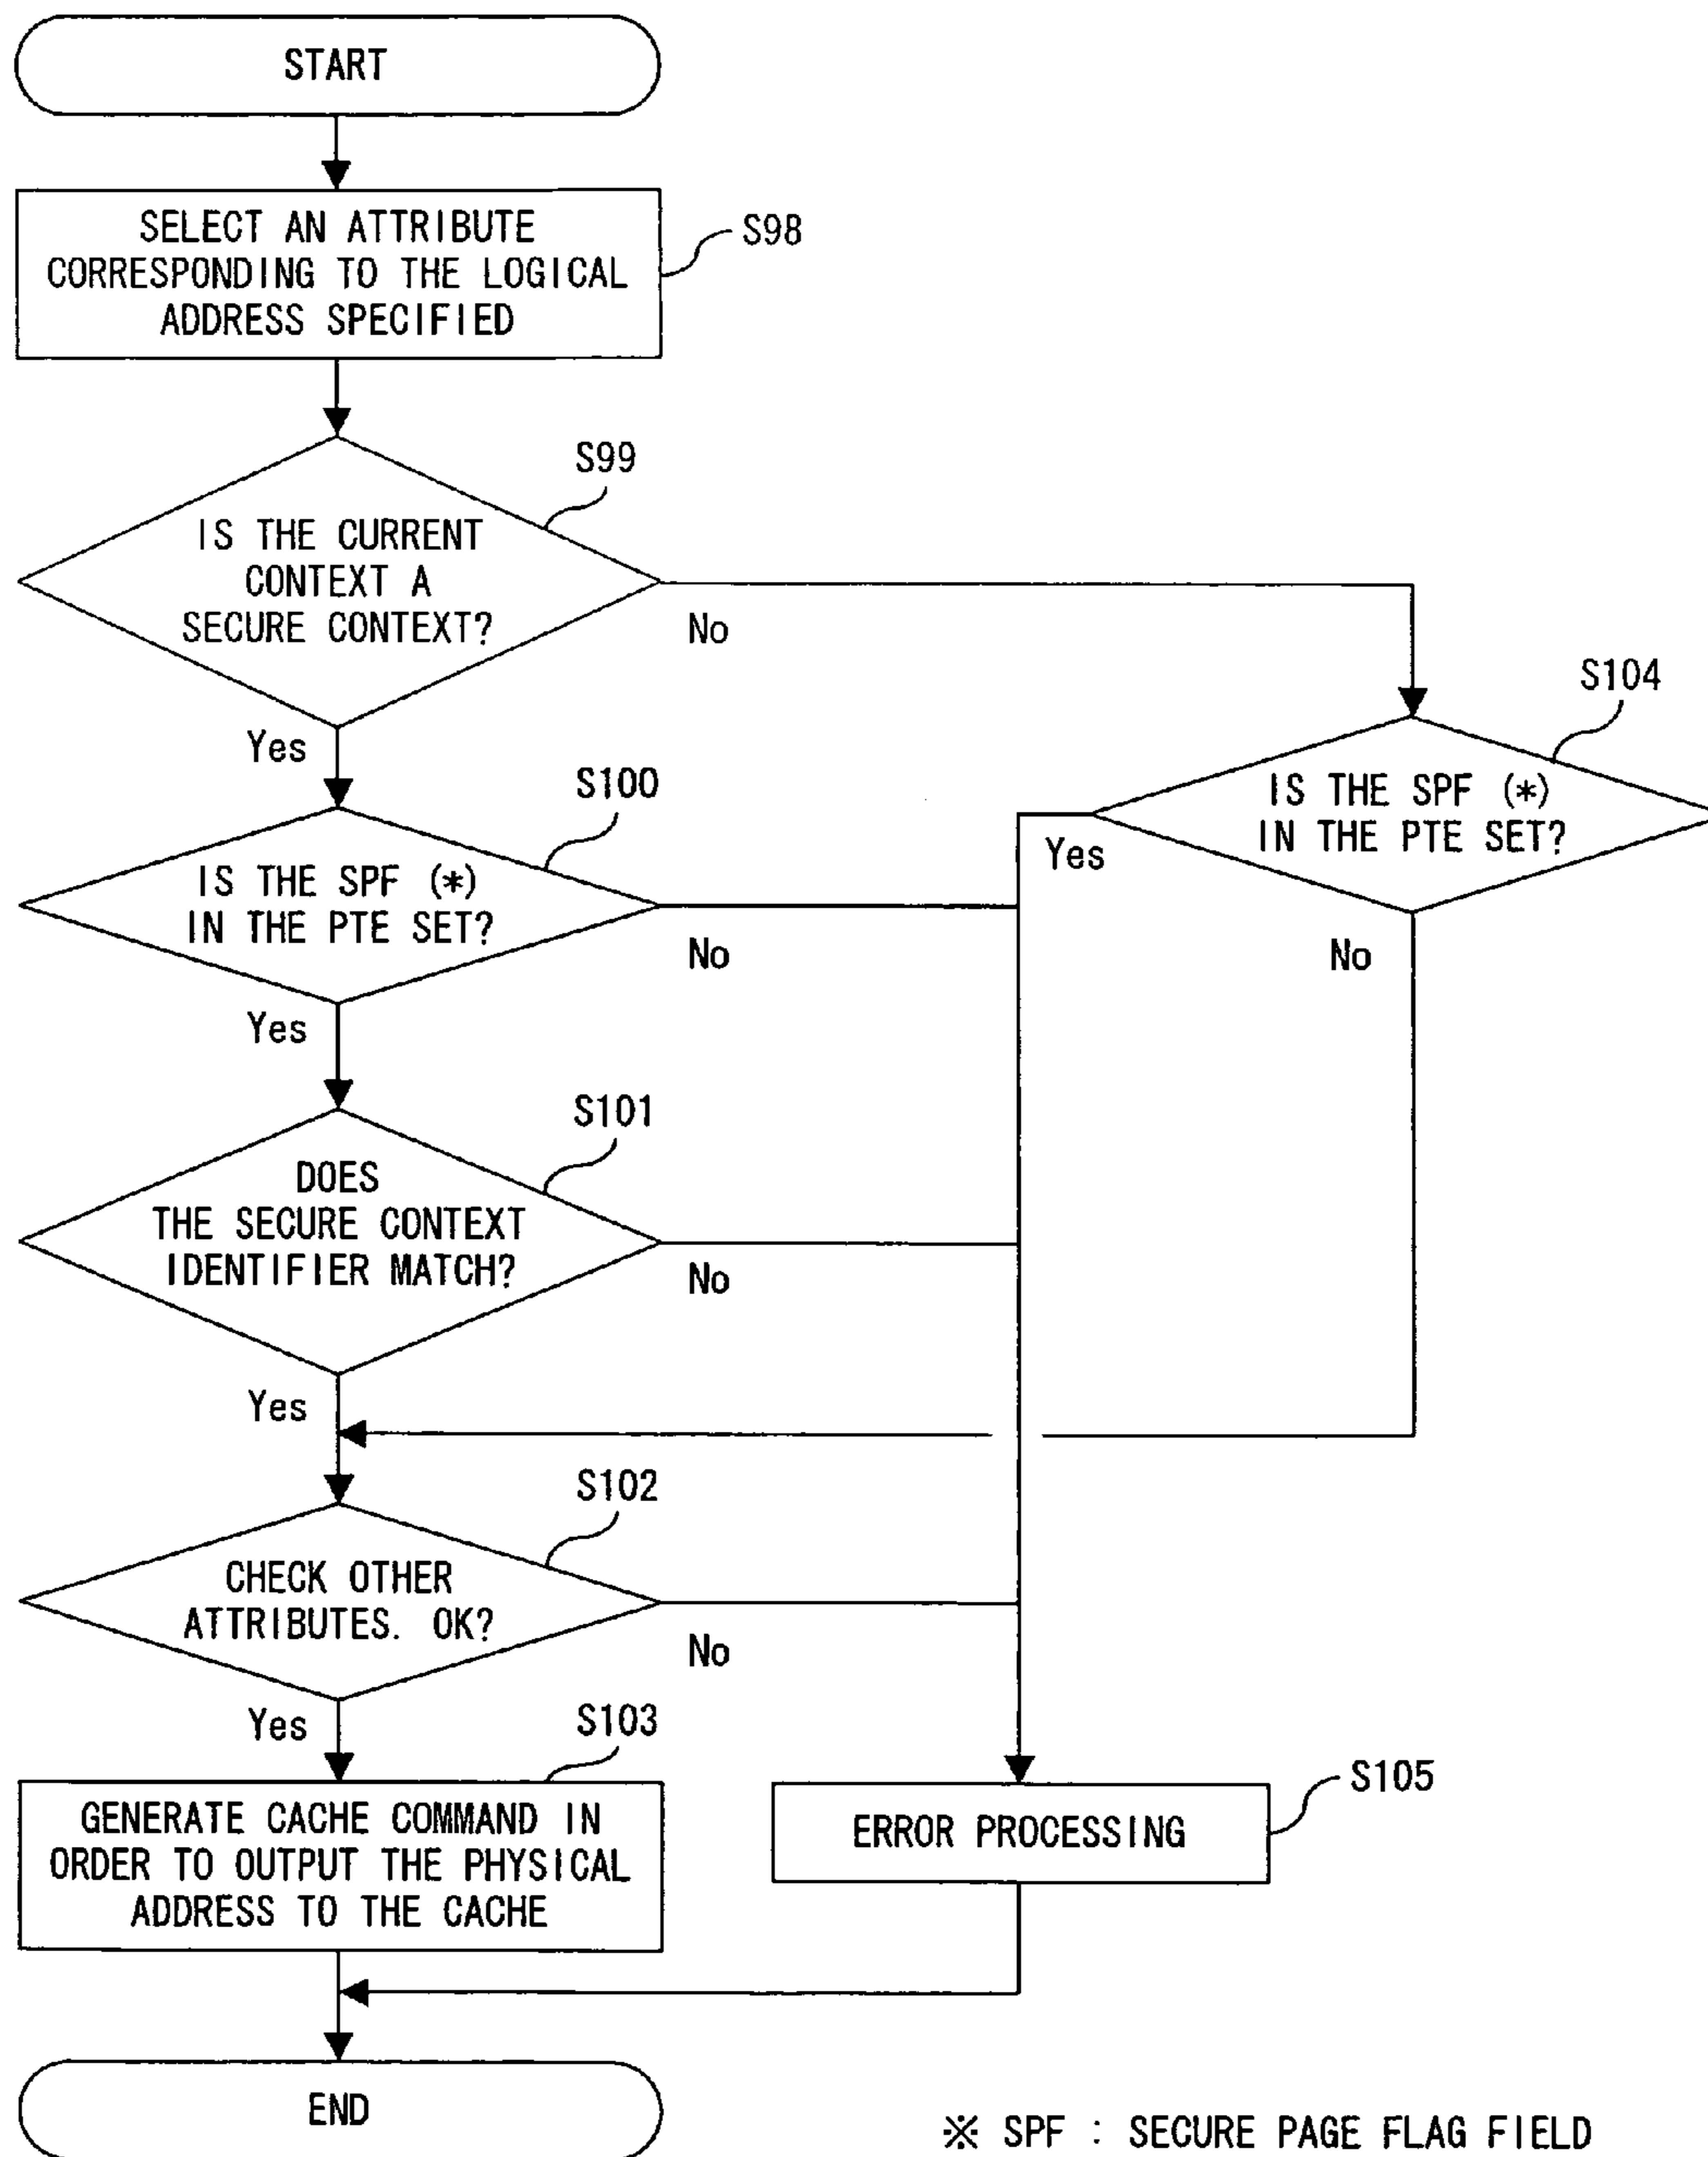 START
SELECT AN ATTRIBUTE
CORRESPONDING TO THE LOGICAL
ADDRESS SPECIFIED
S98
S99
IS THE CURRENT
CONTEXT A
SECURE CONTEXT?
No
Yes
S104
IS THE SPF (*)
IN THE PTE SET?
Yes
No
S100
IS THE SPF (*)
IN THE PTE SET?
No
Yes
S101
DOES
THE SECURE CONTEXT
IDENTIFIER MATCH?
No
Yes
S102
CHECK OTHER
ATTRIBUTES. OK?
No
Yes
S103
GENERATE CACHE COMMAND IN
ORDER TO OUTPUT THE PHYSICAL
ADDRESS TO THE CACHE
S105
ERROR PROCESSING
END
※ SPF : SECURE PAGE FLAG FIELD